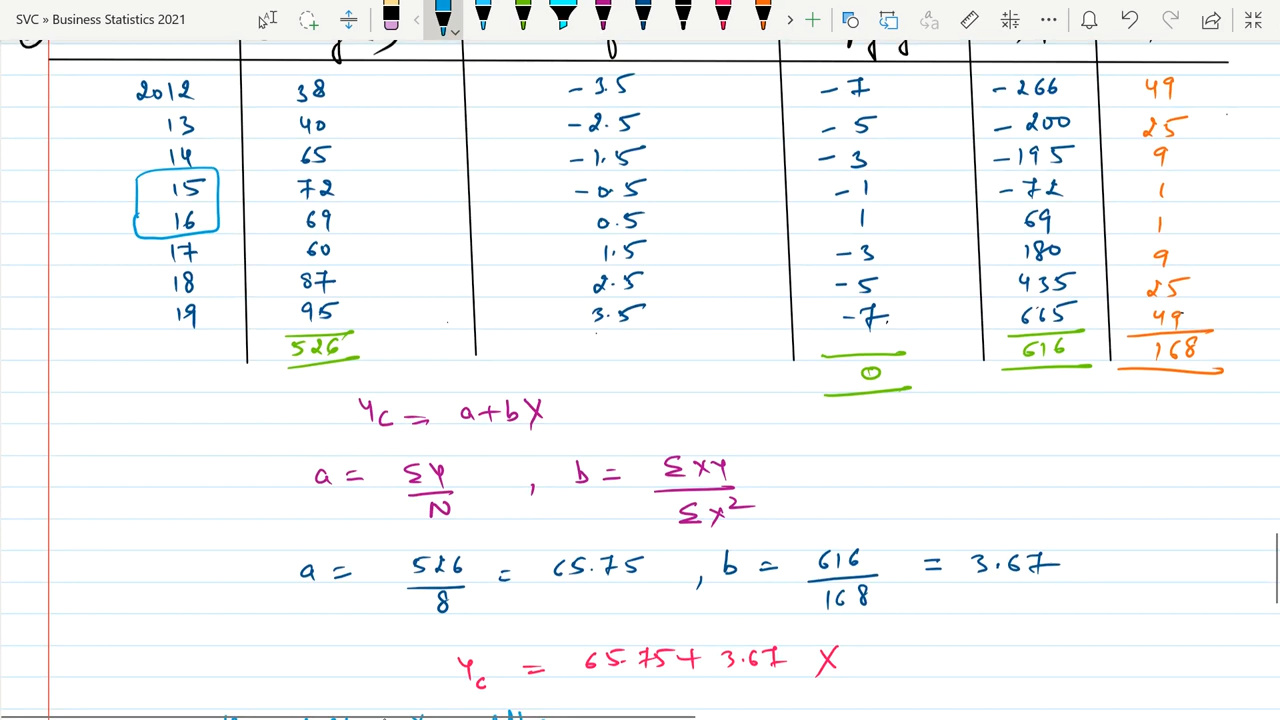 SVC » Business Statistics 2021
2012 38 - 3.5 - 7 - 266 49
13 40 - 2.5 - 5 - 200 25
14 65 - 1.5 - 3 - 195 9
15 72 - 0.5 - 1 - 72 1
16 69 0.5 1 69 1
17 60 1.5 - 3 180 9
18 87 2.5 - 5 435 25
19 95 3.5 - 7 665 49
526 0 616 168
Yc = a + b X
a = ΣY/N , b = ΣXY/ΣX²
a = 526/8 = 65.75 , b = 616/168 = 3.67
Yc = 65.75 + 3.67 X